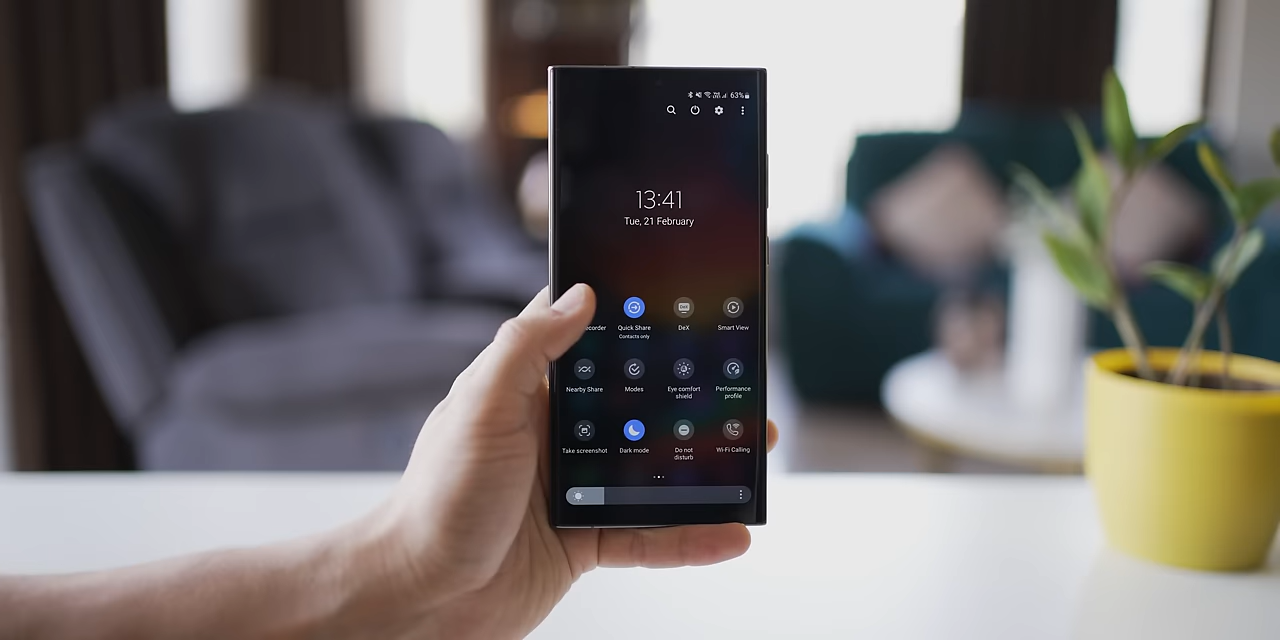 63%
13:41
Tue, 21 February
Quick Share
DeX
Smart View
Contacts only
Nearby Share
Modes
Eye comfort
shield
Performance
profile
Take screenshot
Dark mode
Do not
disturb
Wi-Fi Calling